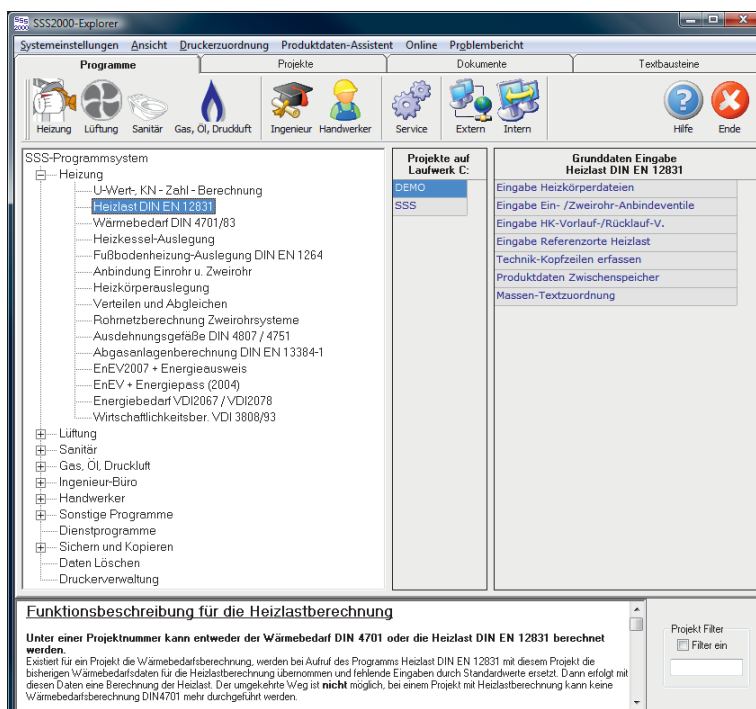 SSS2000-Explorer
Systemeinstellungen Ansicht Druckerzuordnung Produktdaten-Assistent Online Problembericht
Programme Projekte Dokumente Textbausteine
Heizung Lüftung Sanitär Gas, Öl, Druckluft Ingenieur Handwerker Service Extern Intern Hilfe Ende
SSS-Programmsystem
Heizung
U-Wert-, KN - Zahl - Berechnung
Heizlast DIN EN 12831
Wärmebedarf DIN 4701/83
Heizkessel-Auslegung
Fußbodenheizung-Auslegung DIN EN 1264
Anbindung Einrohr u. Zweirohr
Heizkörperauslegung
Verteilen und Abgleichen
Rohrnetzberechnung Zweirohrsysteme
Ausdehnungsgefäße DIN 4807 / 4751
Abgasanlagenberechnung DIN EN 13384-1
EnEV2007 + Energieausweis
EnEV + Energiepass (2004)
Energiebedarf VDI2067 / VDI2078
Wirtschaftlichkeitsber. VDI 3808/93
Lüftung
Sanitär
Gas, Öl, Druckluft
Ingenieur-Büro
Handwerker
Sonstige Programme
Dienstprogramme
Sichern und Kopieren
Daten Löschen
Druckerverwaltung
Projekte auf
Laufwerk C:
DEMO
SSS
Grunddaten Eingabe
Heizlast DIN EN 12831
Eingabe Heizkörperdateien
Eingabe Ein- /Zweirohr-Anbindeventile
Eingabe HK-Vorlauf-/Rücklauf-V.
Eingabe Referenzorte Heizlast
Technik-Kopfzeilen erfassen
Produktdaten Zwischenspeicher
Massen-Textzuordnung
Funktionsbeschreibung für die Heizlastberechnung
Unter einer Projektnummer kann entweder der Wärmebedarf DIN 4701 oder die Heizlast DIN EN 12831 berechnet
werden.
Existiert für ein Projekt die Wärmebedarfsberechnung, werden bei Aufruf des Programms Heizlast DIN EN 12831 mit diesem Projekt die
bisherigen Wärmebedarfsdaten für die Heizlastberechnung übernommen und fehlende Eingaben durch Standardwerte ersetzt. Dann erfolgt mit
diesen Daten eine Berechnung der Heizlast. Der umgekehrte Weg ist nicht möglich, bei einem Projekt mit Heizlastberechnung kann keine
Wärmebedarfsberechnung DIN4701 mehr durchgeführt werden.
Projekt Filter
Filter ein